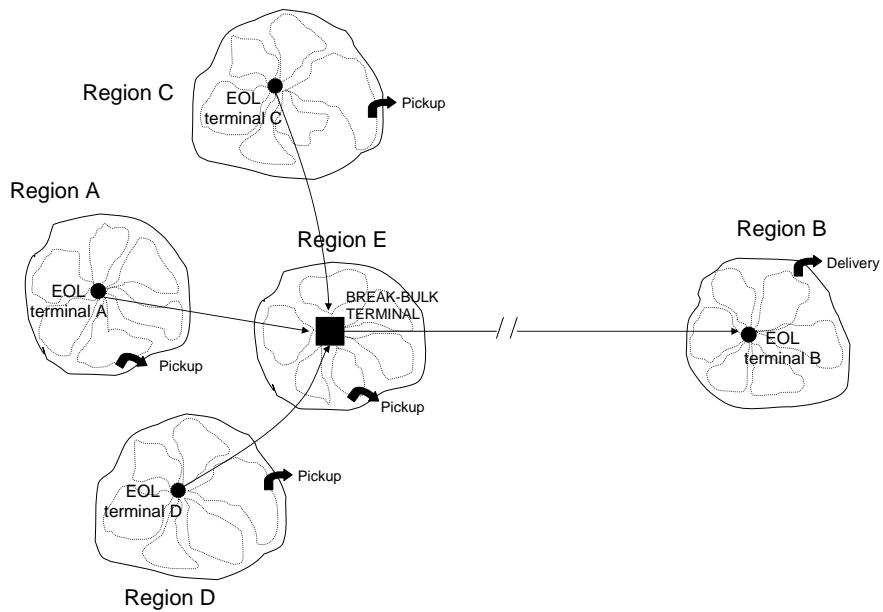 Region C
EOL
terminal C
Pickup
Region A
EOL
terminal A
Pickup
Region E
BREAK-BULK
TERMINAL
Pickup
Region B
Delivery
EOL
terminal B
EOL
terminal D
Pickup
Region D